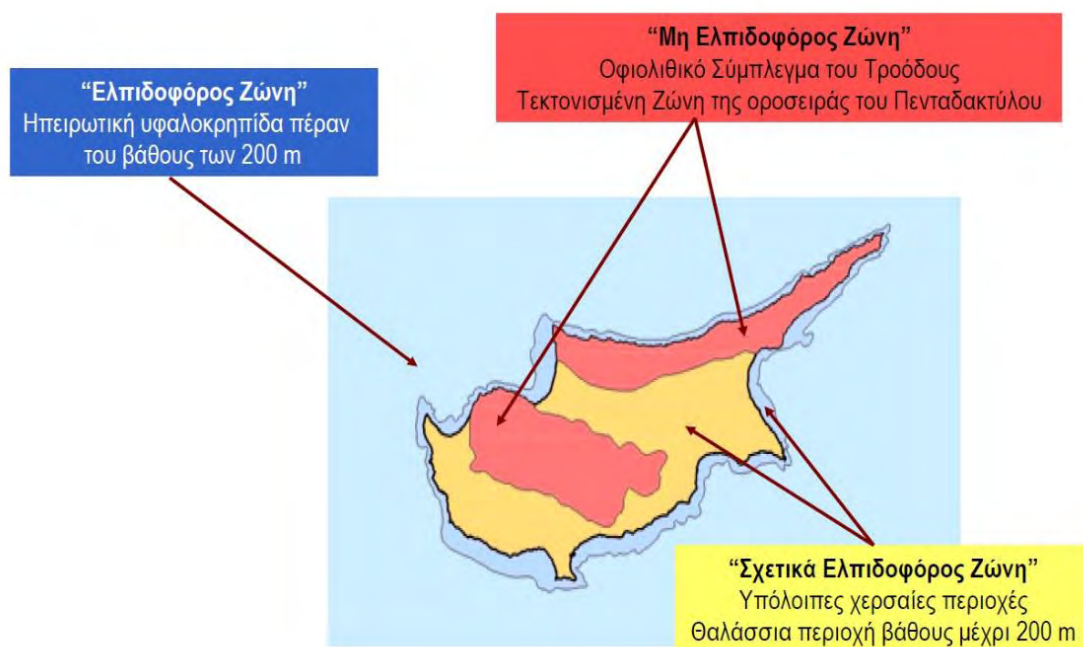 “Μη Ελπιδοφόρος Ζώνη”
Οφιολιθικό Σύμπλεγμα του Τροόδους
Τεκτονισμένη Ζώνη της οροσειράς του Πενταδακτύλου
“Ελπιδοφόρος Ζώνη”
Ηπειρωτική υφαλοκρηπίδα πέραν
του βάθους των 200 m
“Σχετικά Ελπιδοφόρος Ζώνη”
Υπόλοιπες χερσαίες περιοχές
Θαλάσσια περιοχή βάθους μέχρι 200 m